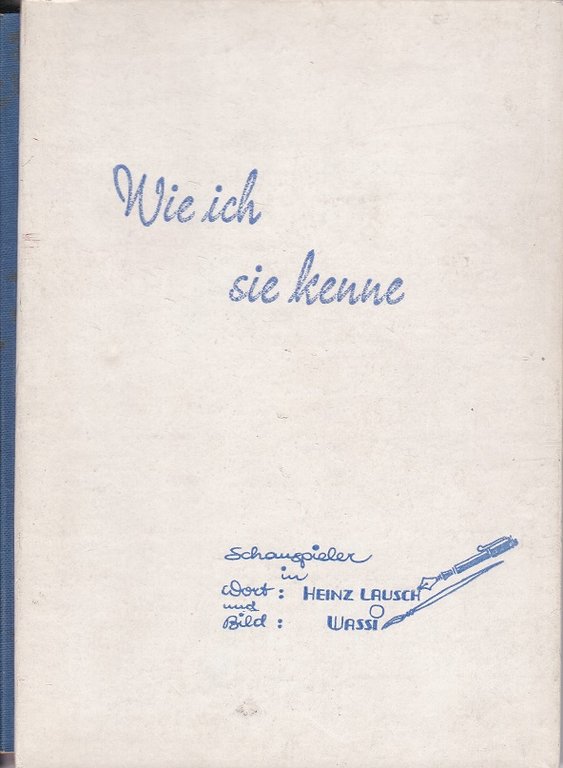 Wie ich
sie kenne
Schauspieler
in
Wort: HEINZ LAUSCH
und
Bild: WASSI